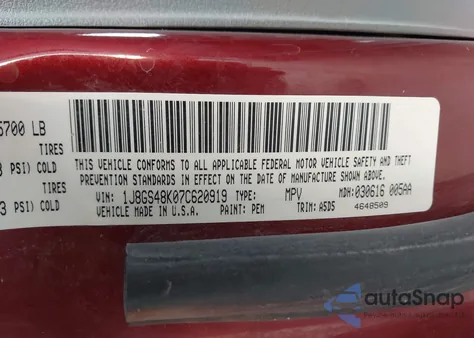 5700 LB
TIRES
PSI) COLD
TIRES
3 PSI) COLD
THIS VEHICLE CONFORMS TO ALL APPLICABLE FEDERAL MOTOR VEHICLE SAFETY AND THEFT
PREVENTION STANDARDS IN EFFECT ON THE DATE OF MANUFACTURE SHOWN ABOVE.
VIN: 1J8GS48K07C620919 TYPE: MPV MDH: 030616 005AA
VEHICLE MADE IN U.S.A. PAINT: PEM TRIM: A5D5 4648509
autoSnap